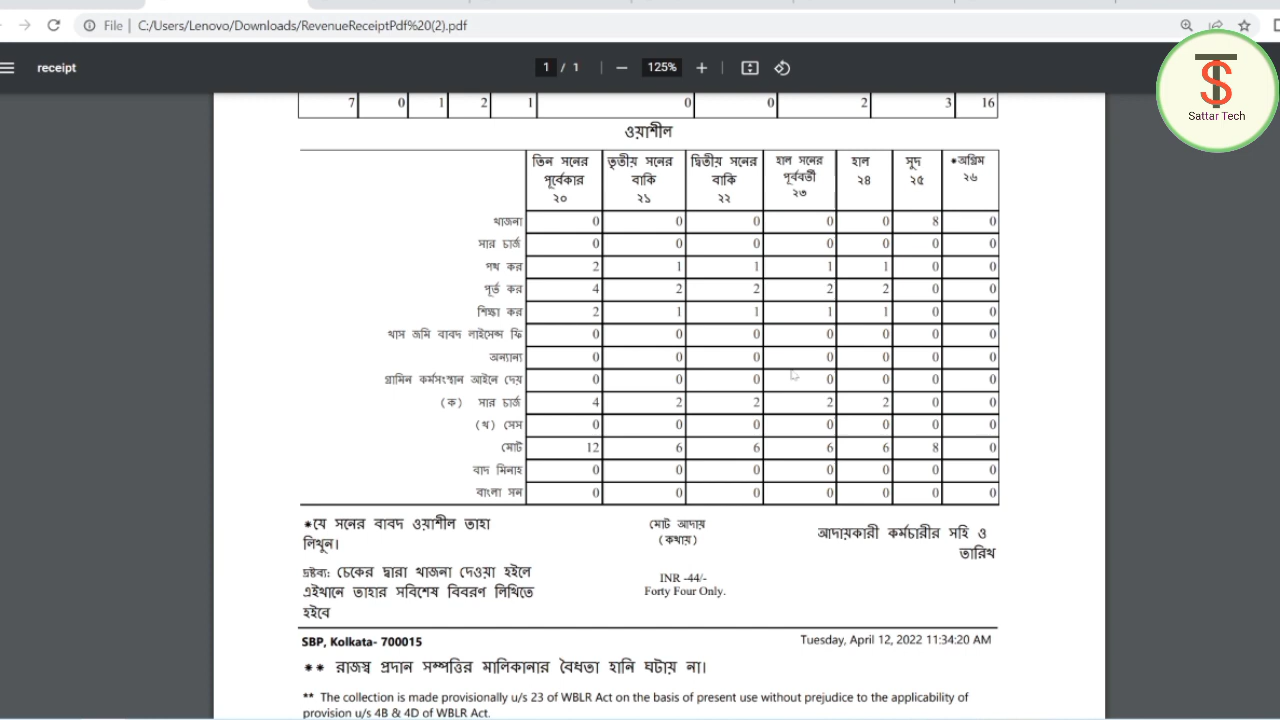 File | C:/Users/Lenovo/Downloads/RevenueReceiptPdf%20(2).pdf
receipt
1 / 1
125%
Sattar Tech
7 0 1 2 1 0 0 2 3 16
ওয়াশীল
তিন সনের পূর্বেকার ২০ তৃতীয় সনের বাকি ২১ দ্বিতীয় সনের বাকি ২২ হাল সনের পূর্ববর্তী ২৩ হাল ২৪ সুদ ২৫ *অগ্রিম ২৬
খাজনা 0 0 0 0 0 8 0
সার চার্জ 0 0 0 0 0 0 0
পথ কর 2 1 1 1 1 0 0
পূর্ত কর 4 2 2 2 2 0 0
শিক্ষা কর 2 1 1 1 1 0 0
খাস জমি বাবদ লাইসেন্স ফি 0 0 0 0 0 0 0
অন্যান্য 0 0 0 0 0 0 0
গ্রামিন কর্মসংস্থান আইনে দেয় 0 0 0 0 0 0 0
(ক) সার চার্জ 4 2 2 2 2 0 0
(খ) সেস 0 0 0 0 0 0 0
মোট 12 6 6 6 6 8 0
বাদ মিনাহ 0 0 0 0 0 0 0
বাংলা সন 0 0 0 0 0 0 0
*যে সনের বাবদ ওয়াশীল তাহা
লিখুন।
মোট আদায়
(কথায়)
আদায়কারী কর্মচারীর সহি ও
তারিখ
দ্রষ্টব্য: চেকের দ্বারা খাজনা দেওয়া হইলে
এইখানে তাহার সবিশেষ বিবরণ লিখিতে
হইবে
INR -44/-
Forty Four Only.
SBP, Kolkata- 700015
Tuesday, April 12, 2022 11:34:20 AM
** রাজস্ব প্রদান সম্পত্তির মালিকানার বৈধতা হানি ঘটায় না।
** The collection is made provisionally u/s 23 of WBLR Act on the basis of present use without prejudice to the applicability of
provision u/s 4B & 4D of WBLR Act.